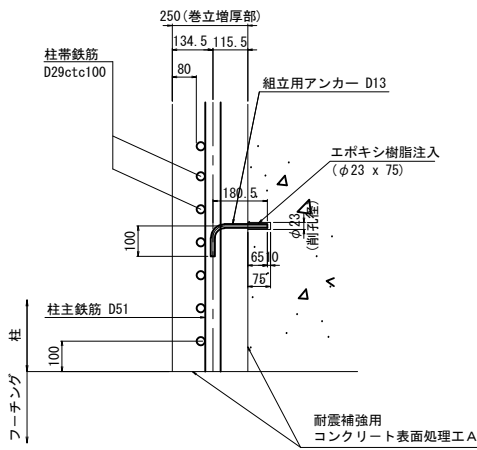 250(巻立増厚部)
134.5
115.5
柱帯鉄筋
D29ctc100
80
組立用アンカー D13
エポキシ樹脂注入
(φ23 x 75)
180.5
φ23
(削孔径)
100
65
10
75
柱主鉄筋 D51
柱
100
フーチング
耐震補強用
コンクリート表面処理工A